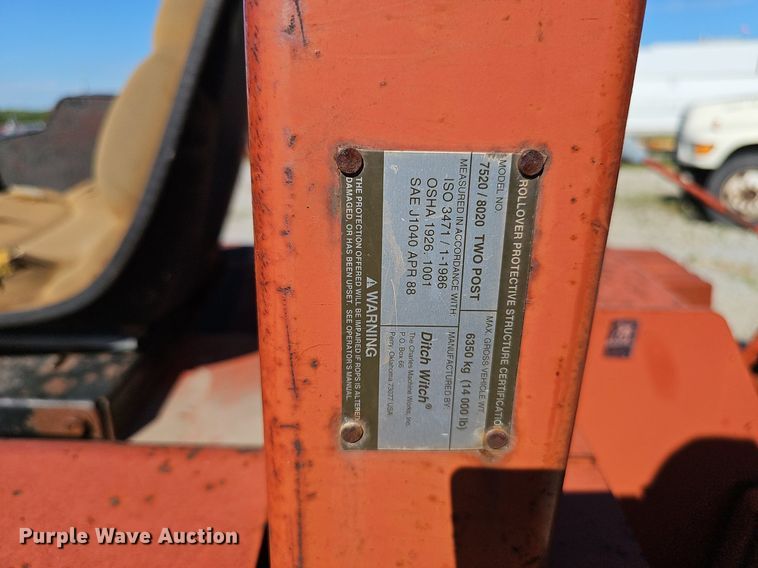 ROLLOVER PROTECTIVE STRUCTURE CERTIFICATION
MODEL NO.
7520 / 8020 TWO POST
MAX. GROSS VEHICLE WT.
6350 kg (14 000 lb)
MEASURED IN ACCORDANCE WITH
ISO 3471 / 1-1986
OSHA 1926. 1001
SAE J1040 APR 88
MANUFACTURED BY:
Ditch Witch®
The Charles Machine Works, Inc.
P.O. Box 66
Perry, Oklahoma 73077 USA
WARNING
THE PROTECTION OFFERED WILL BE IMPAIRED IF ROPS IS ALTERED,
DAMAGED, OR HAS BEEN UPSET. SEE OPERATOR'S MANUAL.
Purple Wave Auction